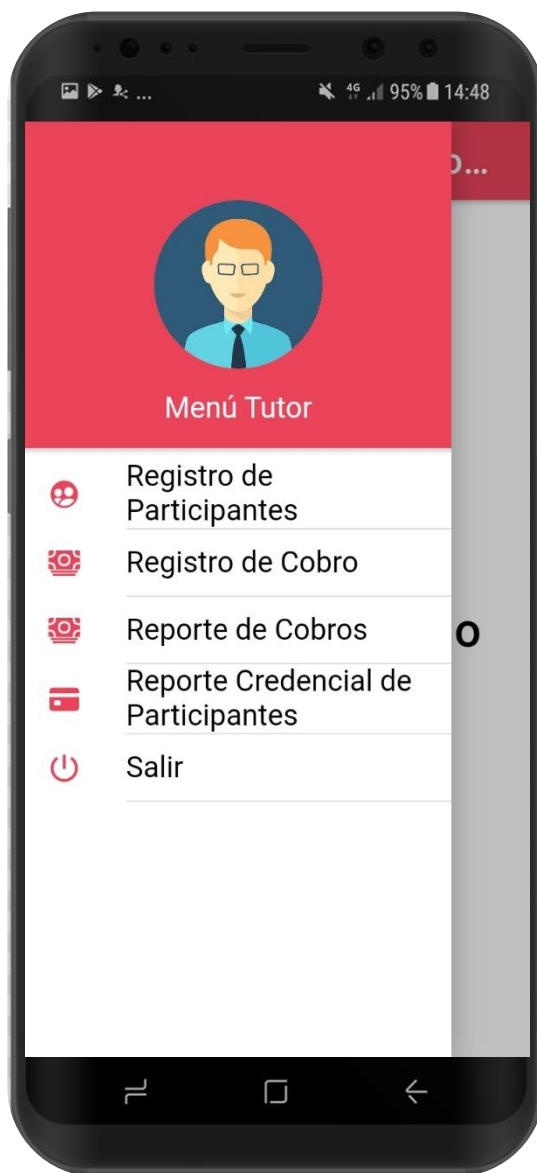 ... 4G 95% 14:48
o...
Menú Tutor
Registro de
Participantes
Registro de Cobro
Reporte de Cobros
o
Reporte Credencial de
Participantes
Salir